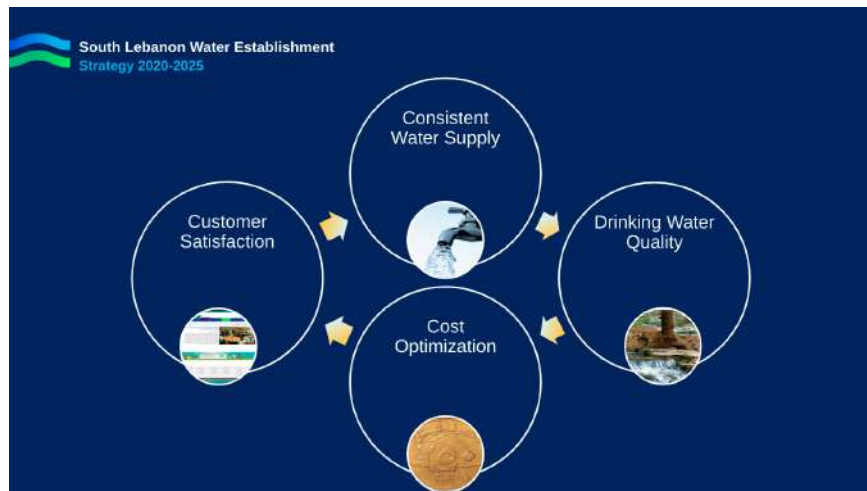 South Lebanon Water Establishment
Strategy 2020-2025
Consistent
Water Supply
Customer
Satisfaction
Drinking Water
Quality
Cost
Optimization